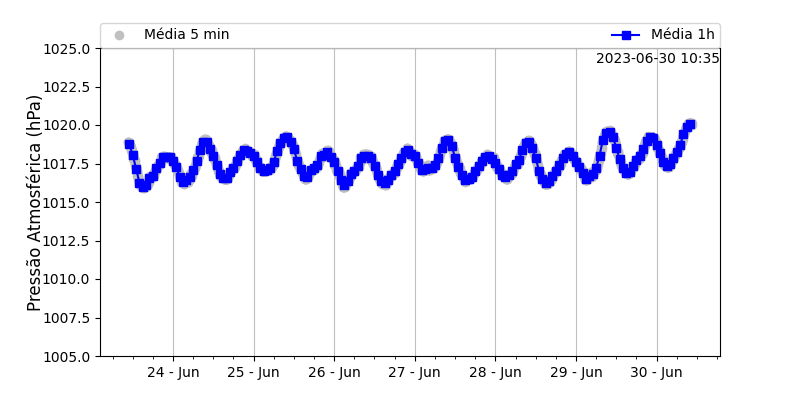 Média 5 min
Média 1h
2023-06-30 10:35
Pressão Atmosférica (hPa)
1025.0
1022.5
1020.0
1017.5
1015.0
1012.5
1010.0
1007.5
1005.0
24 - Jun
25 - Jun
26 - Jun
27 - Jun
28 - Jun
29 - Jun
30 - Jun